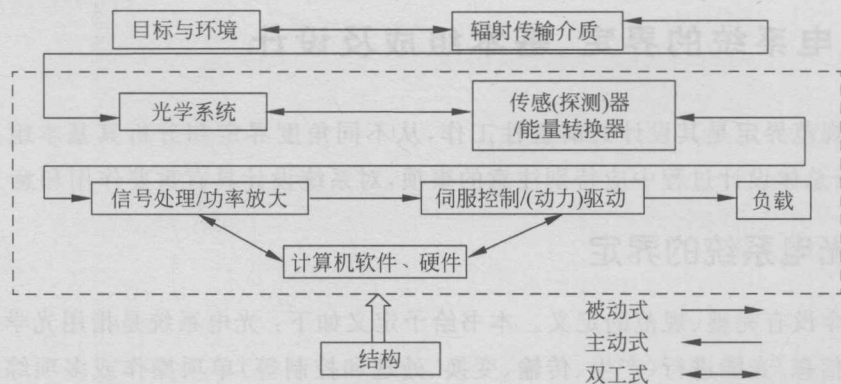 目标与环境
辐射传输介质
光学系统
传感(探测)器
/能量转换器
信号处理/功率放大
伺服控制/(动力)驱动
负载
计算机软件、硬件
结构
被动式
主动式
双工式